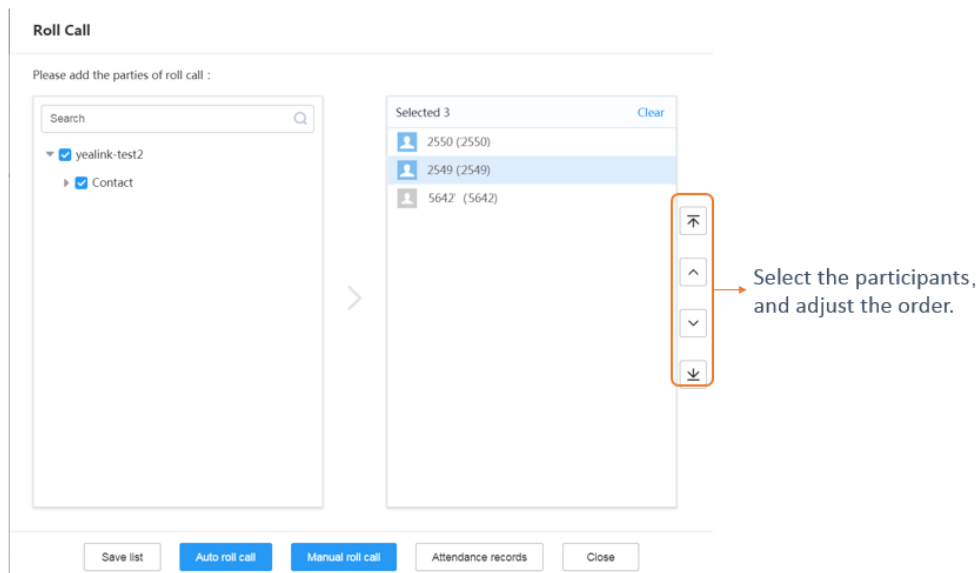 Roll Call
Please add the parties of roll call :
Search
yealink-test2
Contact
Selected 3
Clear
2550 (2550)
2549 (2549)
5642' (5642)
Select the participants,
and adjust the order.
Save list
Auto roll call
Manual roll call
Attendance records
Close